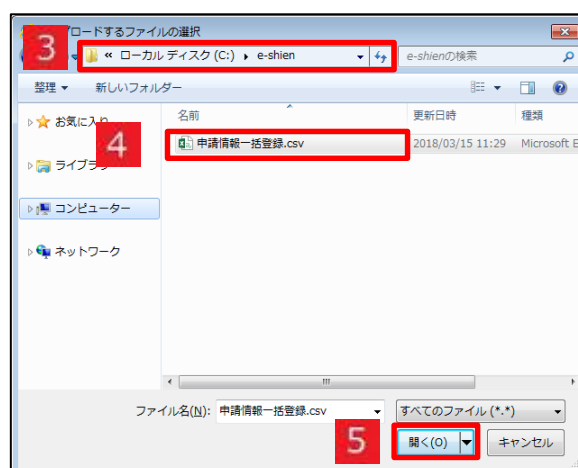 ロードするファイルの選択
3
« ローカル ディスク (C:) ▸ e-shien
e-shienの検索
整理 ▼ 新しいフォルダー
名前 更新日時 種類
お気に入り
4
申請情報一括登録.csv 2018/03/15 11:29 Microsoft E
ライブラ
コンピューター
ネットワーク
ファイル名(N): 申請情報一括登録.csv すべてのファイル (*.*)
5
開く(O) キャンセル